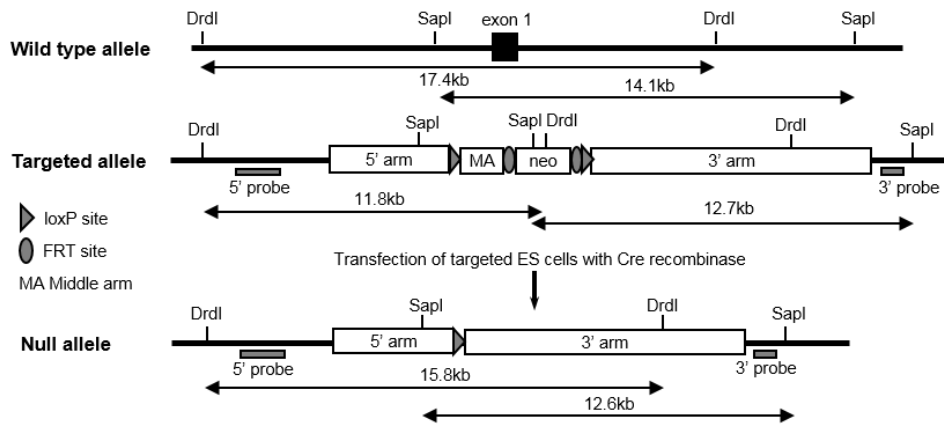 DrdI SapI exon 1 DrdI SapI
Wild type allele
17.4kb
14.1kb
DrdI SapI SapI DrdI DrdI SapI
Targeted allele 5' arm MA neo 3' arm
5' probe 3' probe
11.8kb 12.7kb
loxP site
FRT site
MA Middle arm
Transfection of targeted ES cells with Cre recombinase
DrdI SapI DrdI SapI
Null allele 5' arm 3' arm
5' probe 3' probe
15.8kb
12.6kb